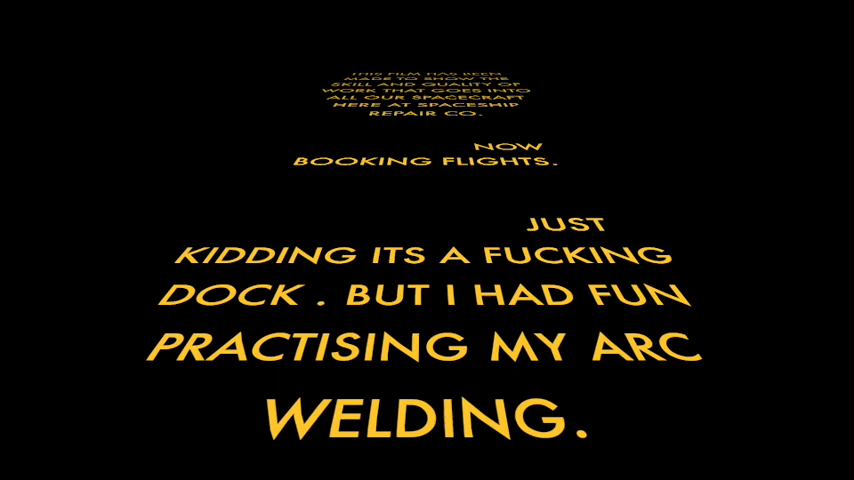 THIS FILM HAS BEEN
MADE TO SHOW THE
SKILL AND QUALITY OF
WORK THAT GOES INTO
ALL OUR SPACECRAFT
HERE AT SPACESHIP
REPAIR CO.
NOW
BOOKING FLIGHTS.
JUST
KIDDING ITS A FUCKING
DOCK . BUT I HAD FUN
PRACTISING MY ARC
WELDING.